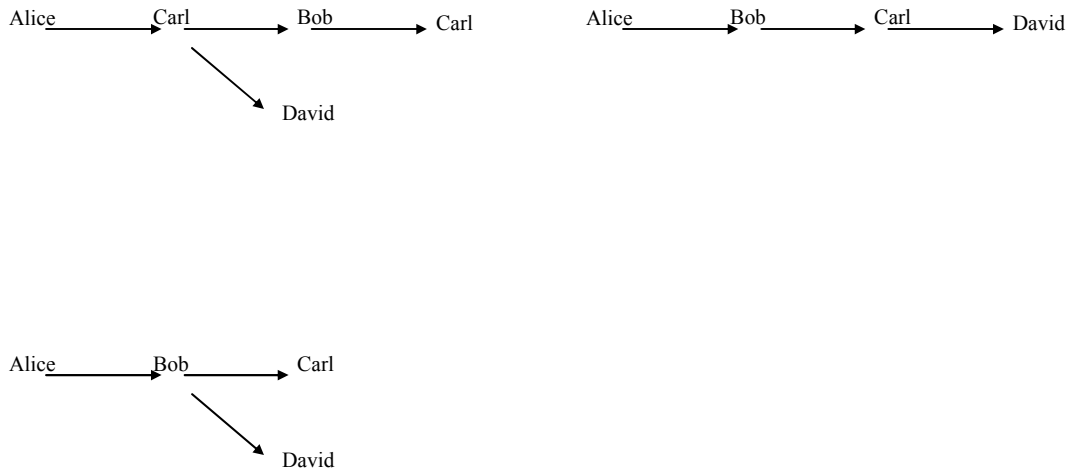 Alice Carl Bob Carl
David
Alice Bob Carl David
Alice Bob Carl
David